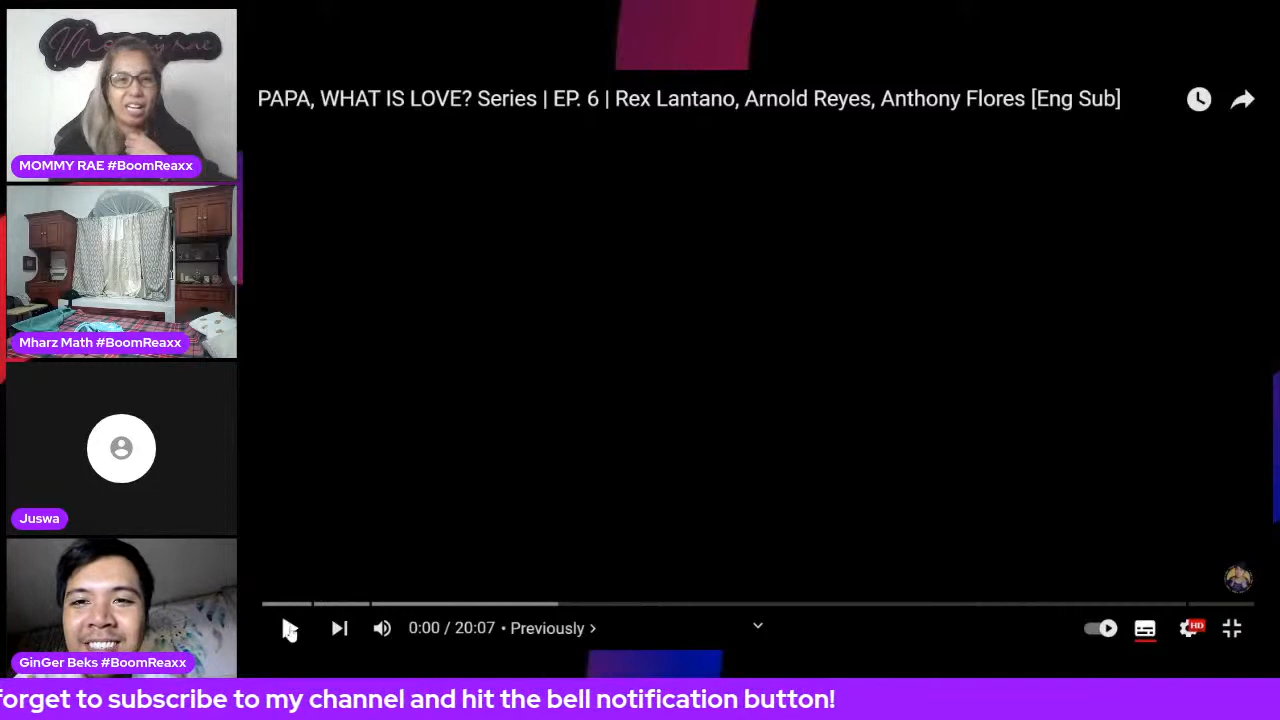 Mommy rae
MOMMY RAE #BoomReaxx
PAPA, WHAT IS LOVE? Series | EP. 6 | Rex Lantano, Arnold Reyes, Anthony Flores [Eng Sub]
Mharz Math #BoomReaxx
Juswa
GinGer Beks #BoomReaxx
0:00 / 20:07 • Previously >
HD
forget to subscribe to my channel and hit the bell notification button!